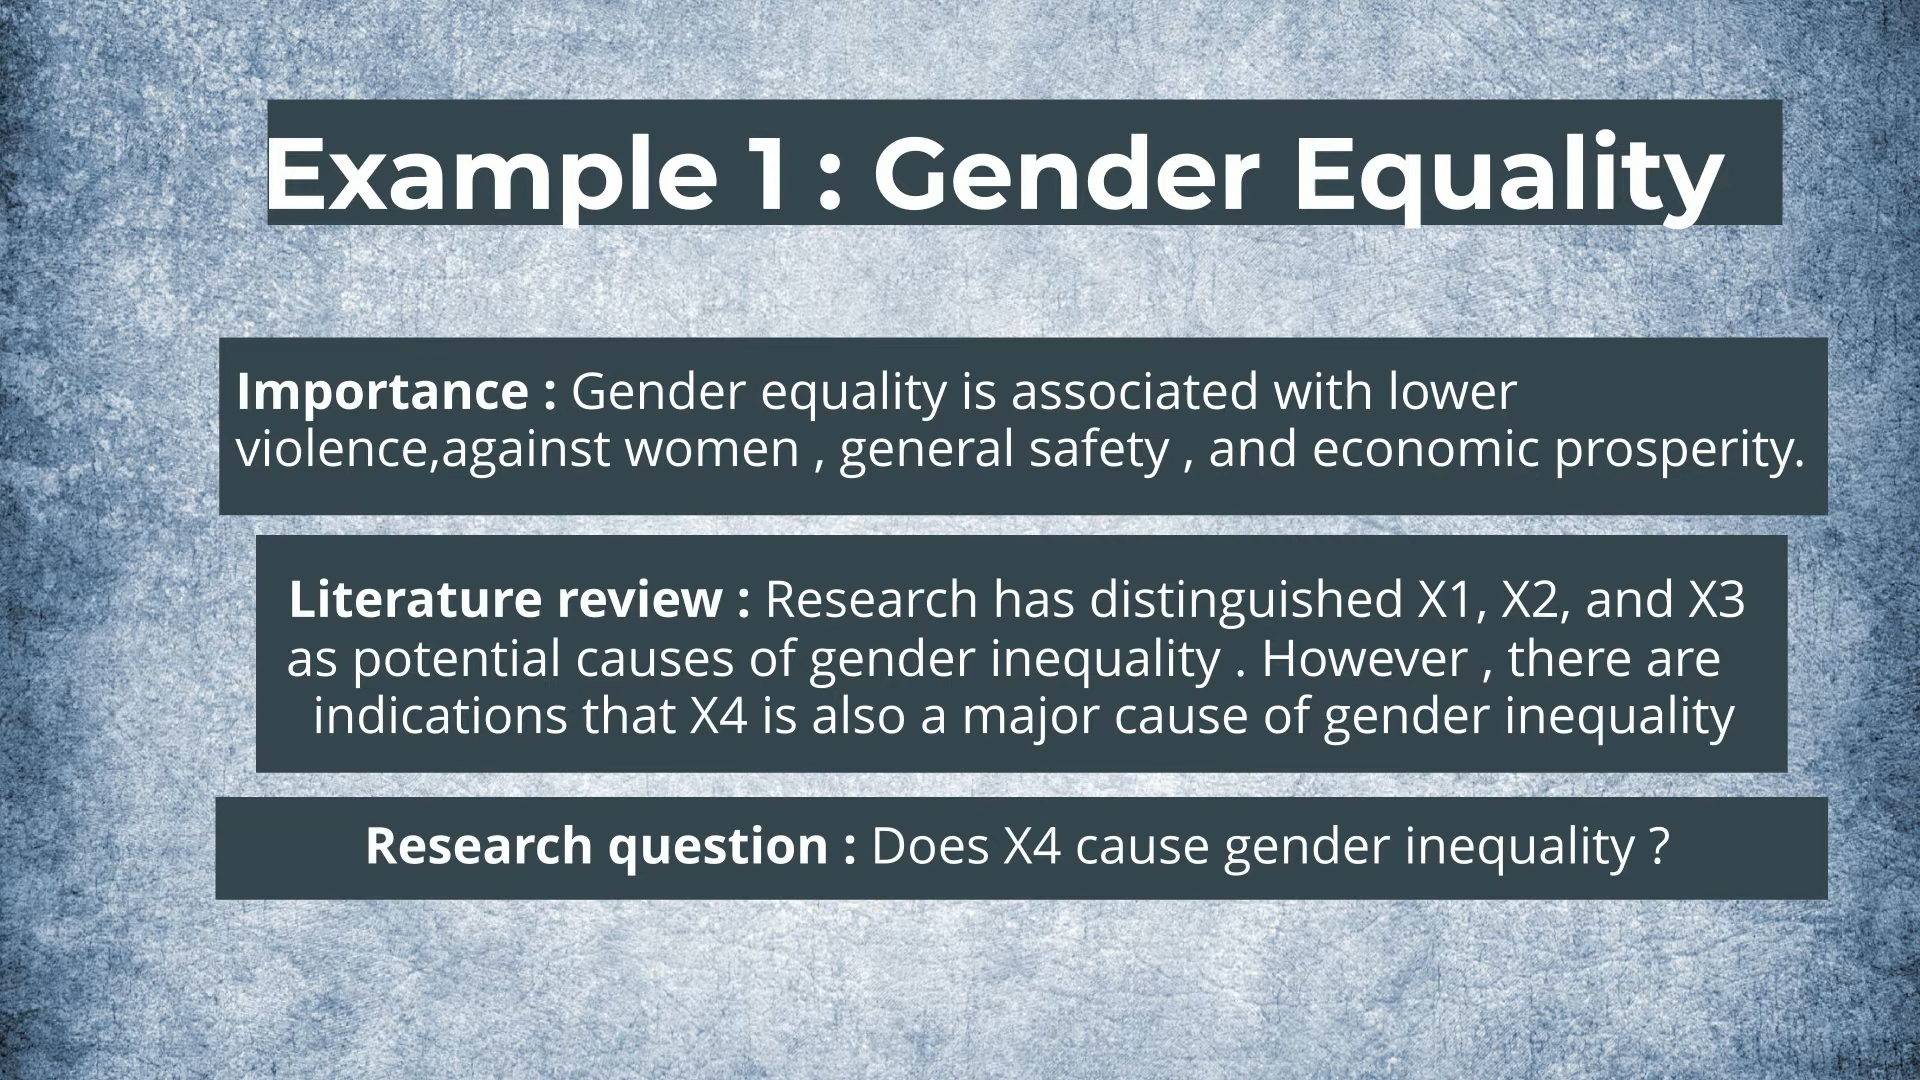 Example 1 : Gender Equality
Importance : Gender equality is associated with lower
violence,against women , general safety , and economic prosperity.
Literature review : Research has distinguished X1, X2, and X3
as potential causes of gender inequality . However , there are
indications that X4 is also a major cause of gender inequality
Research question : Does X4 cause gender inequality ?